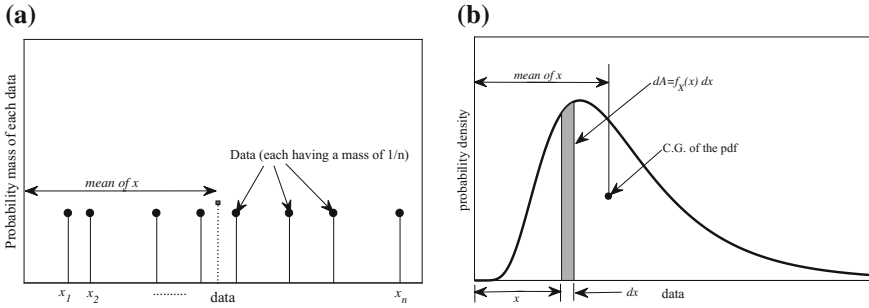 (a)
Probability mass of each data
Data (each having a mass of 1/n)
mean of x
x1 x2 .......... data xn
(b)
probability density
mean of x
dA=fX(x) dx
C.G. of the pdf
x dx data